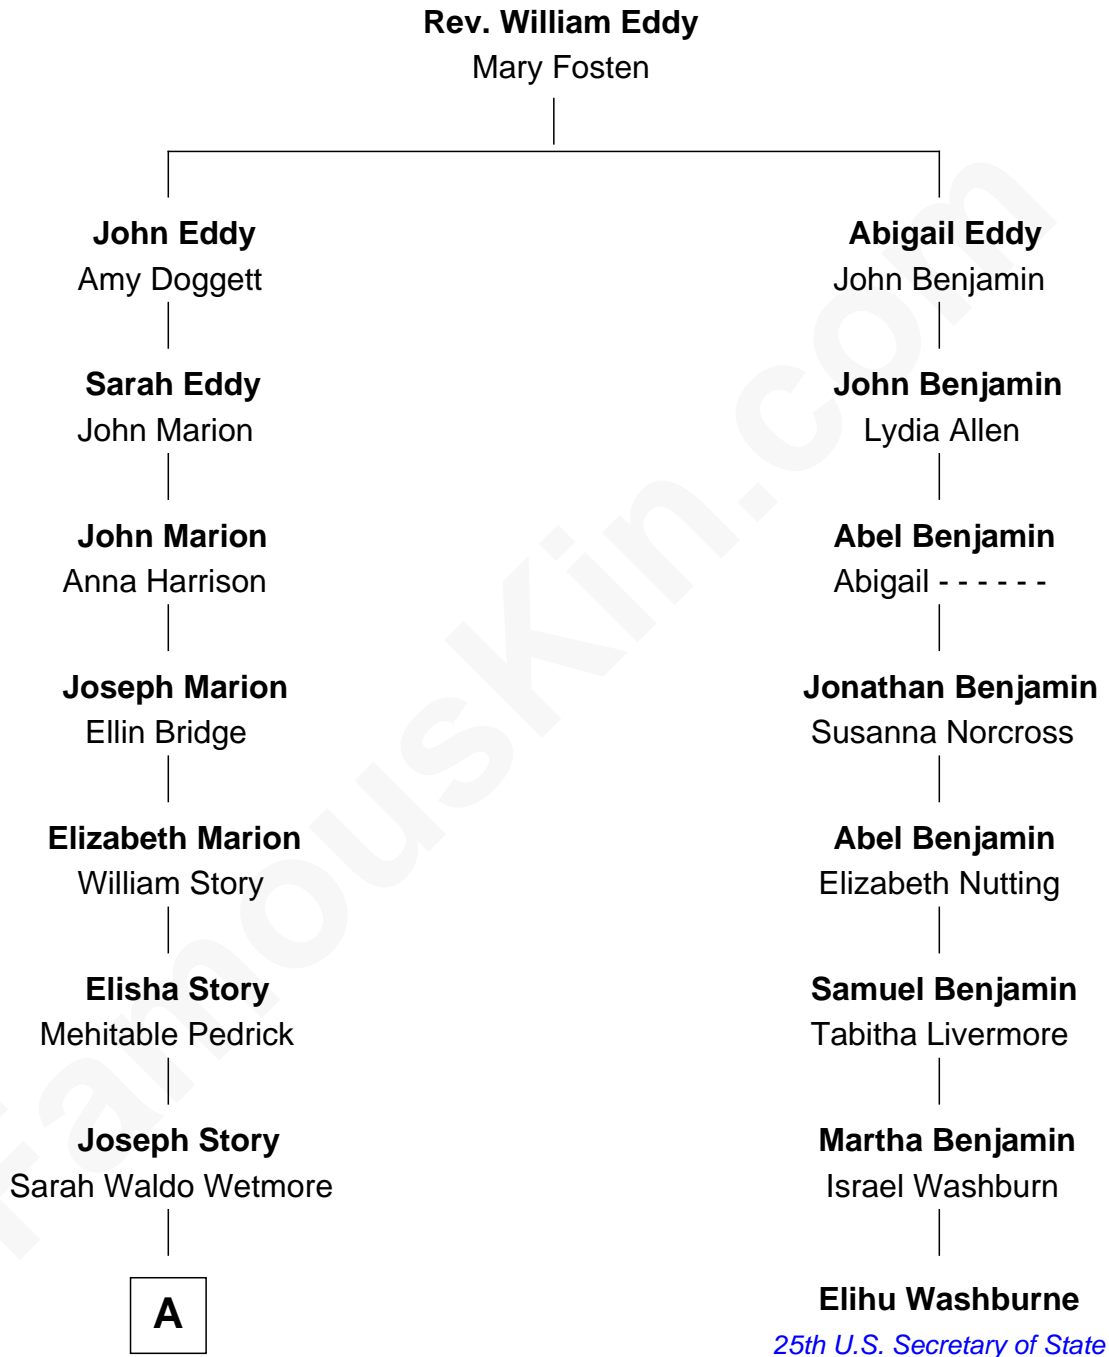 Rev. William Eddy
Mary Fosten
John Eddy
Amy Doggett
Abigail Eddy
John Benjamin
Sarah Eddy
John Marion
John Benjamin
Lydia Allen
John Marion
Anna Harrison
Abel Benjamin
Abigail - - - - - -
Joseph Marion
Ellin Bridge
Jonathan Benjamin
Susanna Norcross
Elizabeth Marion
William Story
Abel Benjamin
Elizabeth Nutting
Elisha Story
Mehitable Pedrick
Samuel Benjamin
Tabitha Livermore
Joseph Story
Sarah Waldo Wetmore
Martha Benjamin
Israel Washburn
A
Elihu Washburne
25th U.S. Secretary of State
FamousKin.com